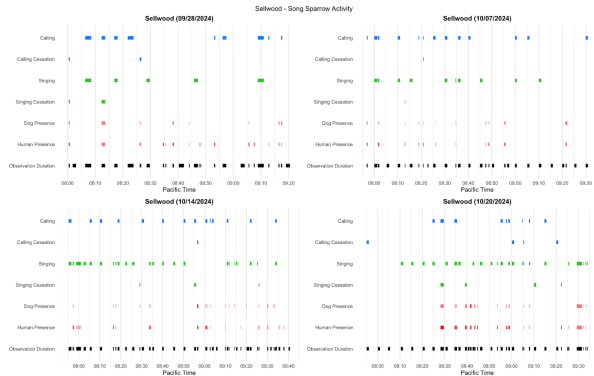 Sellwood - Song Sparrow Activity
Sellwood (09/28/2024)
Calling
Calling Cessation
Singing
Singing Cessation
Dog Presence
Human Presence
Observation Duration
08:00 08:10 08:20 08:30 08:40 08:50 09:00 09:10 09:20
Pacific Time
Sellwood (10/07/2024)
Calling
Calling Cessation
Singing
Singing Cessation
Dog Presence
Human Presence
Observation Duration
08:00 08:10 08:20 08:30 08:40 08:50 09:00 09:10 09:20 09:30
Pacific Time
Sellwood (10/14/2024)
Calling
Calling Cessation
Singing
Singing Cessation
Dog Presence
Human Presence
Observation Duration
08:00 08:10 08:20 08:30 08:40 08:50 09:00 09:10 09:20 09:30 09:40
Pacific Time
Sellwood (10/20/2024)
Calling
Calling Cessation
Singing
Singing Cessation
Dog Presence
Human Presence
Observation Duration
08:00 08:10 08:20 08:30 08:40 08:50 09:00 09:10 09:20 09:30
Pacific Time